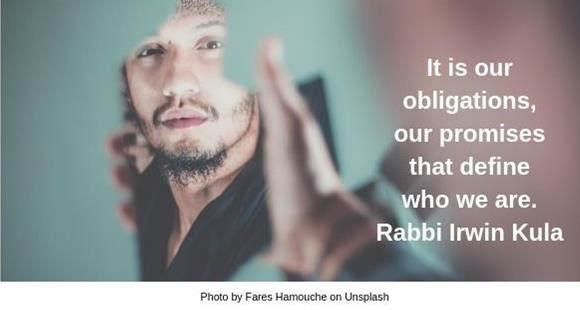 It is our
obligations,
our promises
that define
who we are.
Rabbi Irwin Kula
Photo by Fares Hamouche on Unsplash